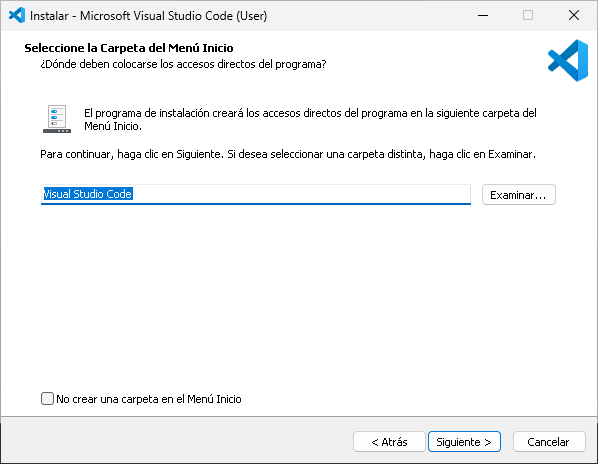 Instalar - Microsoft Visual Studio Code (User)
Seleccione la Carpeta del Menú Inicio
¿Dónde deben colocarse los accesos directos del programa?
El programa de instalación creará los accesos directos del programa en la siguiente carpeta del
Menú Inicio.
Para continuar, haga clic en Siguiente. Si desea seleccionar una carpeta distinta, haga clic en Examinar.
Visual Studio Code
Examinar...
No crear una carpeta en el Menú Inicio
< Atrás
Siguiente >
Cancelar